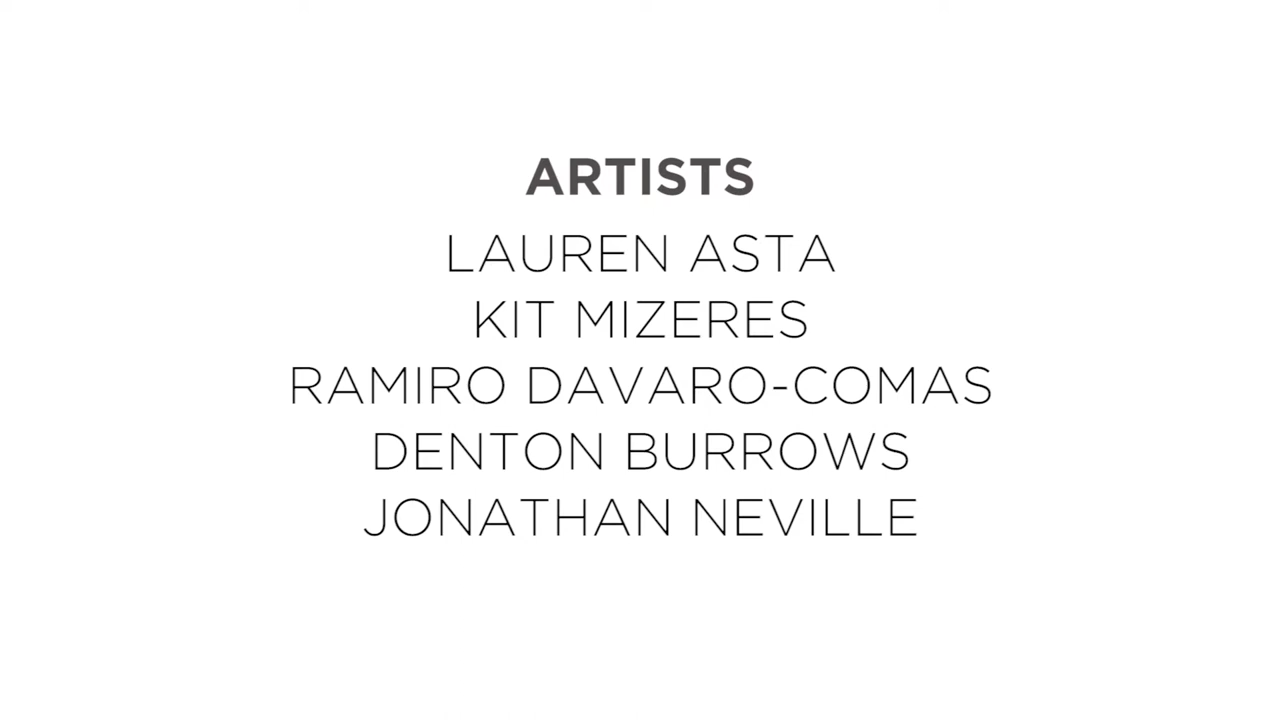 ARTISTS
LAUREN ASTA
KIT MIZERES
RAMIRO DAVARO-COMAS
DENTON BURROWS
JONATHAN NEVILLE